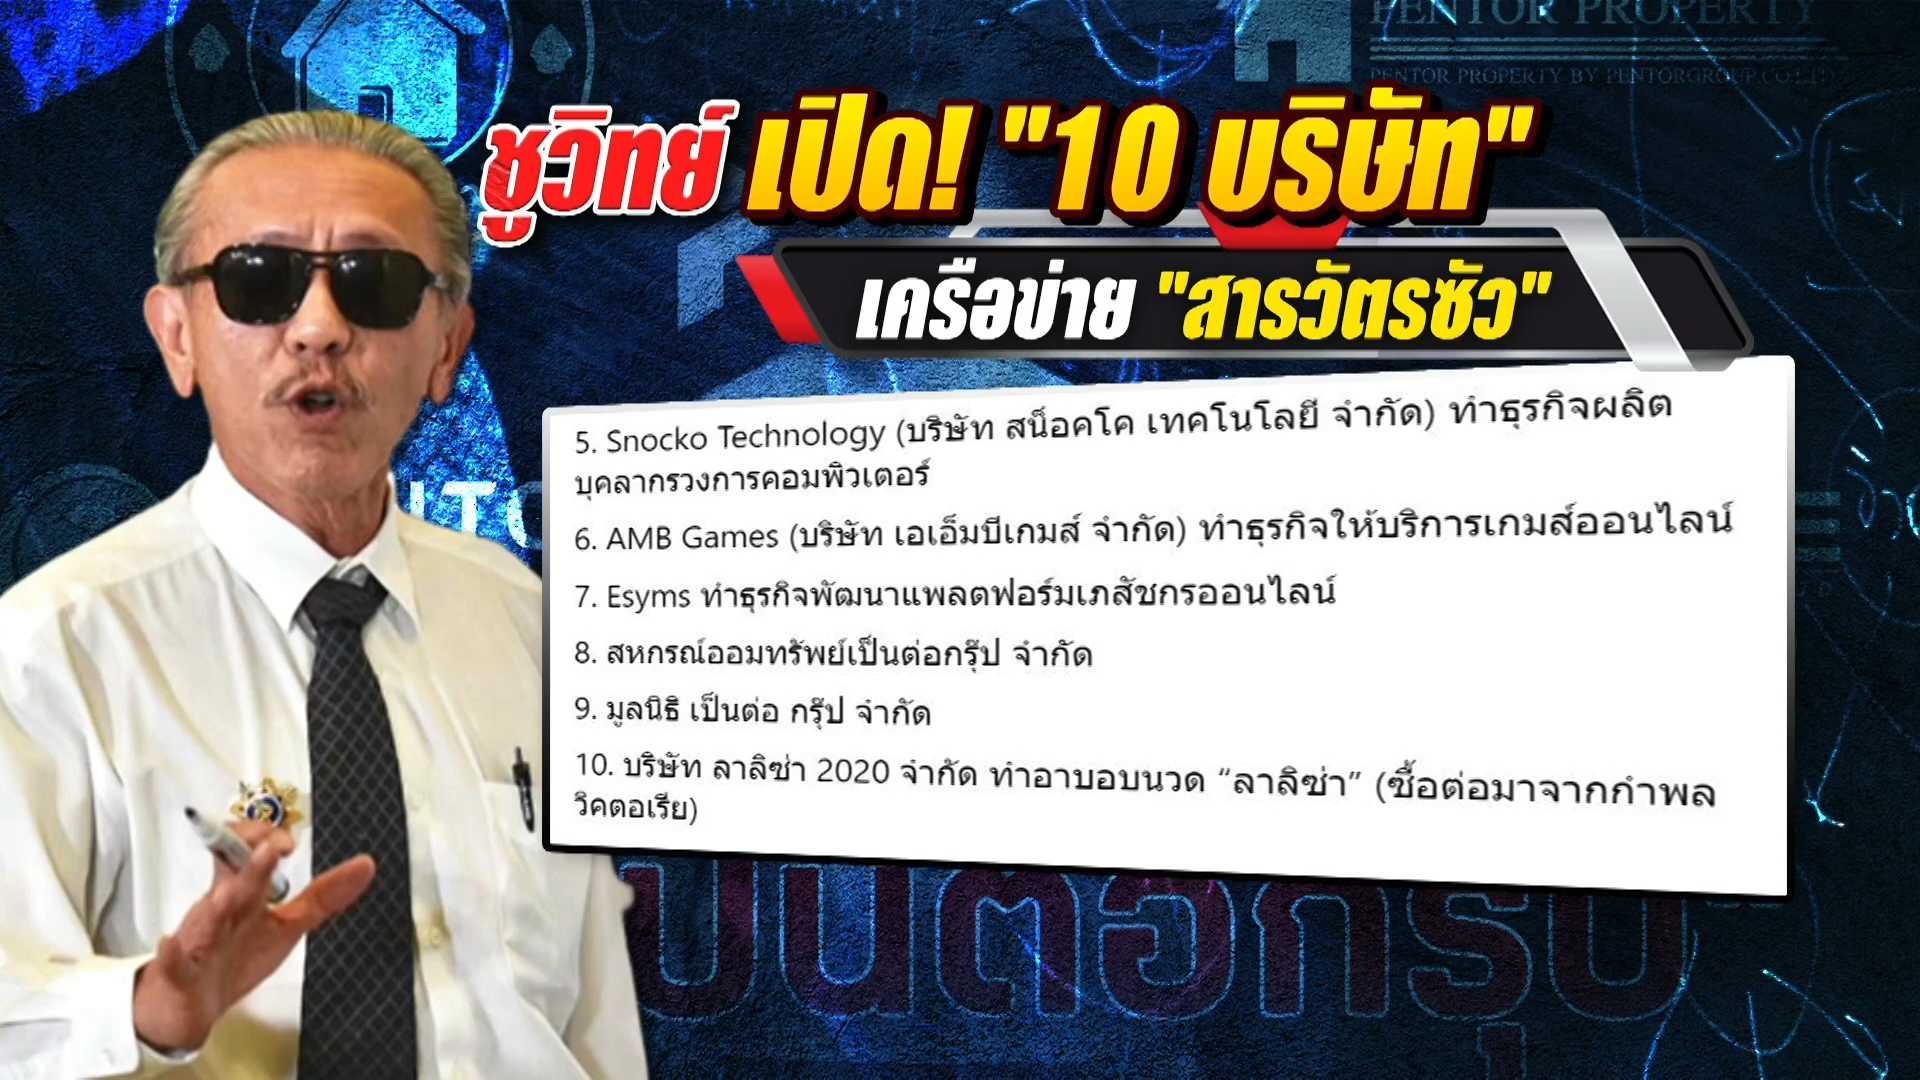 PENTOR PROPERTY
PENTOR PROPERTY BY PENTORGROUP.CO.LTD
ชูวิทย์ เปิด! "10 บริษัท"
เครือข่าย "สารวัตรซัว"
5. Snocko Technology (บริษัท สน็อคโค เทคโนโลยี จำกัด) ทำธุรกิจผลิต
บุคลากรวงการคอมพิวเตอร์
6. AMB Games (บริษัท เอเอ็มบีเกมส์ จำกัด) ทำธุรกิจให้บริการเกมส์ออนไลน์
7. Esyms ทำธุรกิจพัฒนาแพลตฟอร์มเภสัชกรออนไลน์
8. สหกรณ์ออมทรัพย์เป็นต่อกรุ๊ป จำกัด
9. มูลนิธิ เป็นต่อ กรุ๊ป จำกัด
10. บริษัท ลาลิซ่า 2020 จำกัด ทำอาบอบนวด “ลาลิซ่า” (ซื้อต่อมาจากกำพล
วิคตอเรีย)